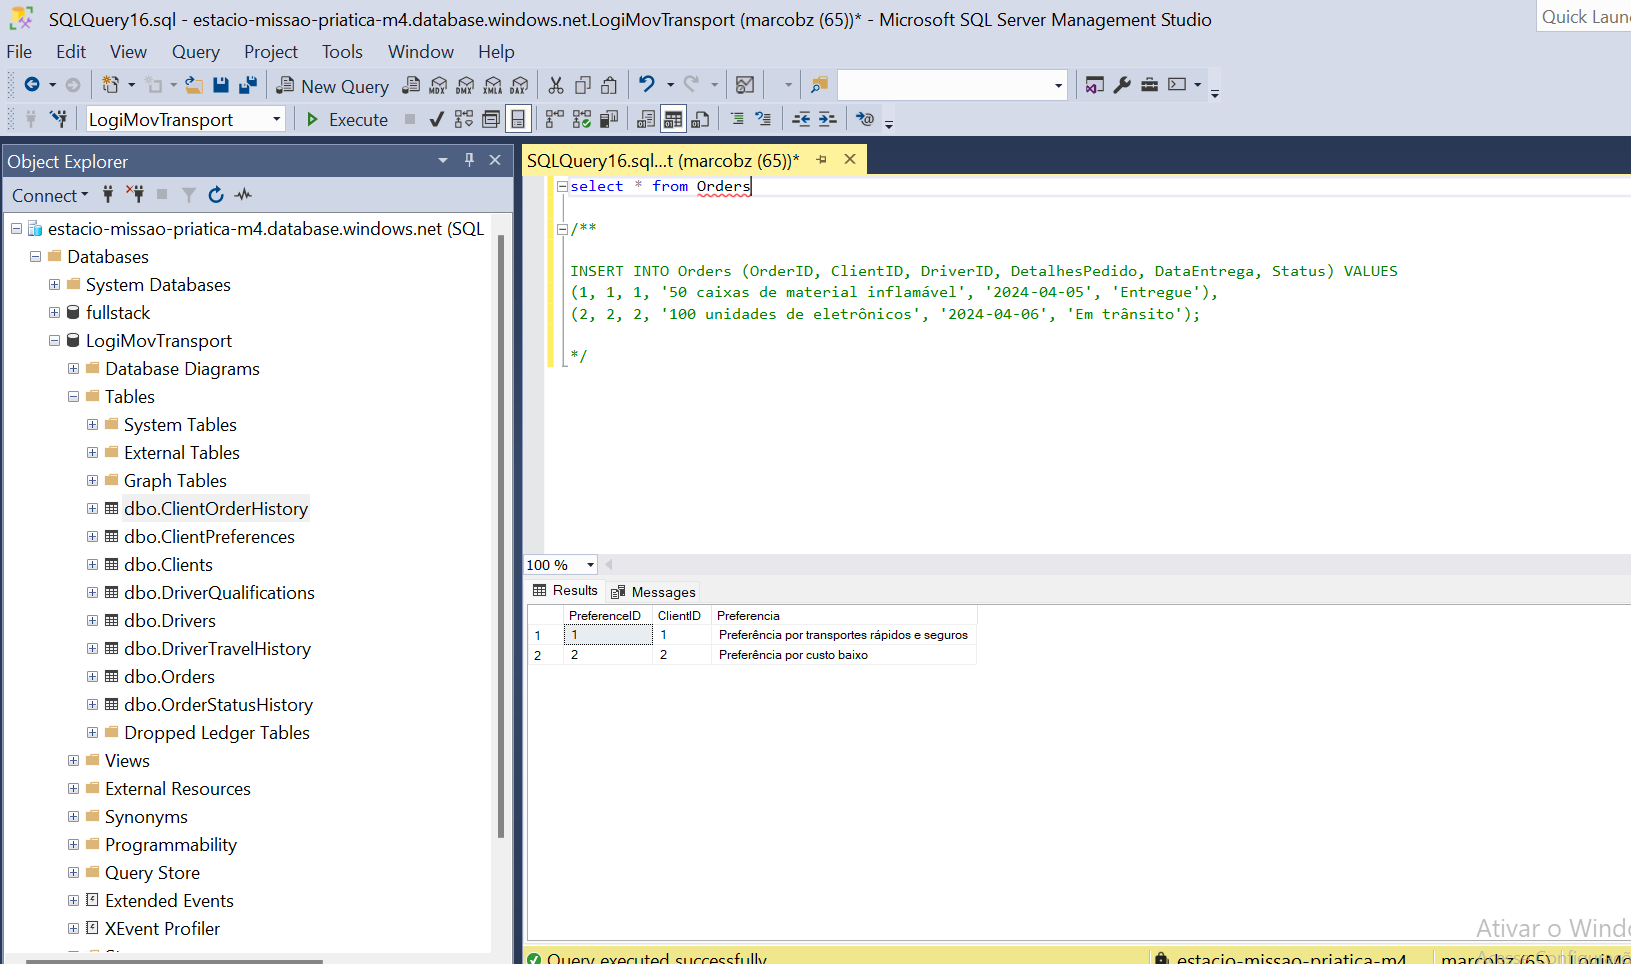 SQLQuery16.sql - estacio-missao-priatica-m4.database.windows.net.LogiMovTransport (marcobz (65))* - Microsoft SQL Server Management Studio
Quick Laun
File Edit View Query Project Tools Window Help
New Query MDX DMX XMLA DAX
LogiMovTransport Execute
Object Explorer
Connect
estacio-missao-priatica-m4.database.windows.net (SQL
Databases
System Databases
fullstack
LogiMovTransport
Database Diagrams
Tables
System Tables
External Tables
Graph Tables
dbo.ClientOrderHistory
dbo.ClientPreferences
dbo.Clients
dbo.DriverQualifications
dbo.Drivers
dbo.DriverTravelHistory
dbo.Orders
dbo.OrderStatusHistory
Dropped Ledger Tables
Views
External Resources
Synonyms
Programmability
Query Store
Extended Events
XEvent Profiler
SQLQuery16.sql...t (marcobz (65))*
select * from Orders
/**
INSERT INTO Orders (OrderID, ClientID, DriverID, DetalhesPedido, DataEntrega, Status) VALUES
(1, 1, 1, '50 caixas de material inflamável', '2024-04-05', 'Entregue'),
(2, 2, 2, '100 unidades de eletrônicos', '2024-04-06', 'Em trânsito');
*/
100 %
Results Messages
PreferenceID ClientID Preferencia
1 1 1 Preferência por transportes rápidos e seguros
2 2 2 Preferência por custo baixo
Ativar o Windo
Query executed successfully estacio-missao-priatica-m4 marcobz (65) LogiMo